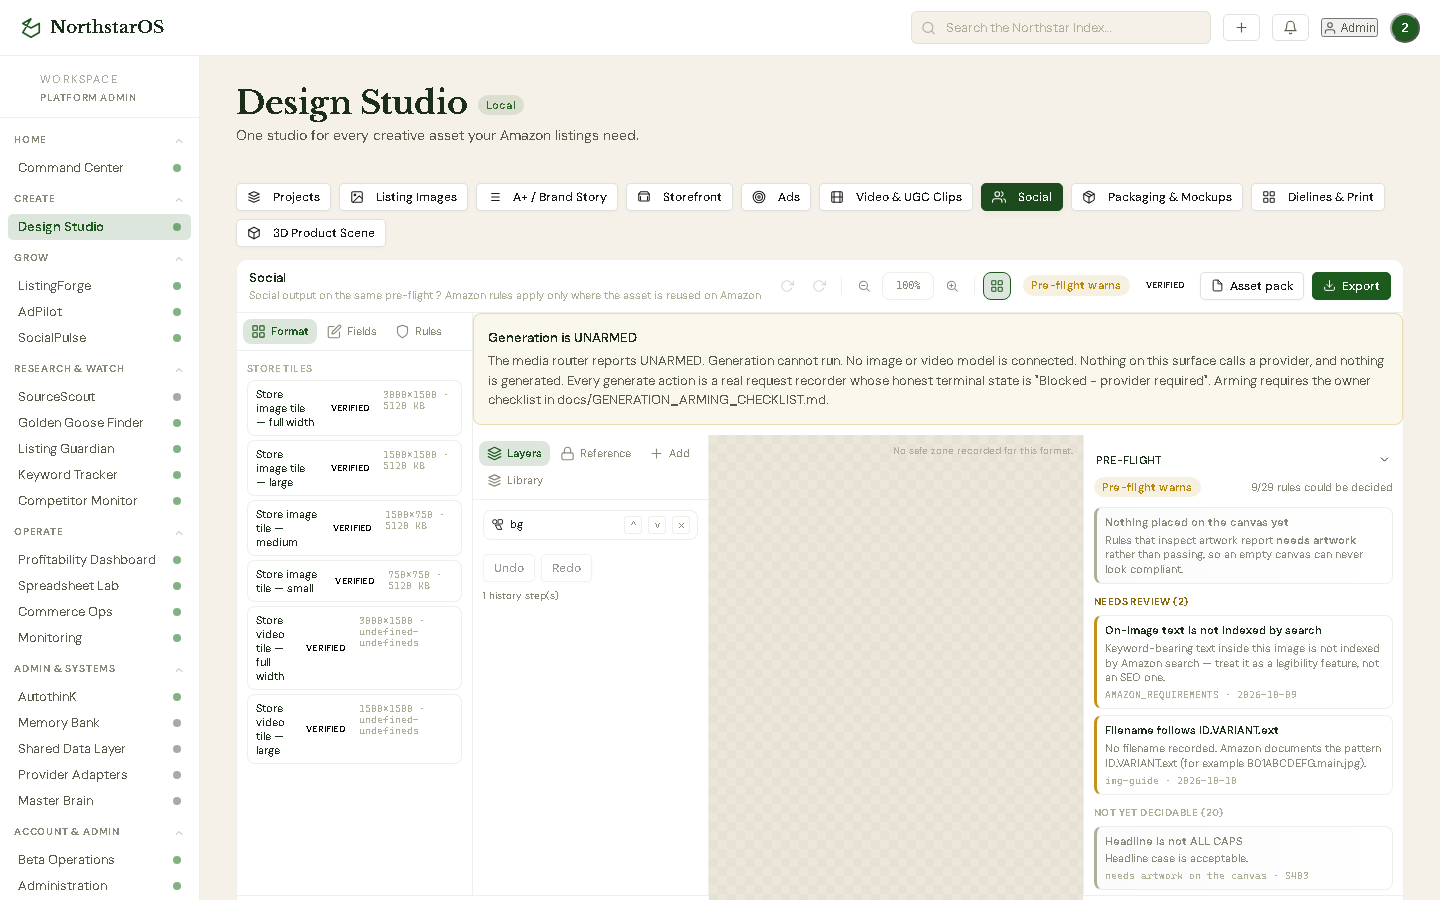 NorthstarOS
Search the Northstar Index...
Admin
2
WORKSPACE
PLATFORM ADMIN
HOME
Command Center
CREATE
Design Studio
GROW
ListingForge
AdPilot
SocialPulse
RESEARCH & WATCH
SourceScout
Golden Goose Finder
Listing Guardian
Keyword Tracker
Competitor Monitor
OPERATE
Profitability Dashboard
Spreadsheet Lab
Commerce Ops
Monitoring
ADMIN & SYSTEMS
AutothinK
Memory Bank
Shared Data Layer
Provider Adapters
Master Brain
ACCOUNT & ADMIN
Beta Operations
Administration
Design Studio
Local
One studio for every creative asset your Amazon listings need.
Projects
Listing Images
A+ / Brand Story
Storefront
Ads
Video & UGC Clips
Social
Packaging & Mockups
Dielines & Print
3D Product Scene
Social
Social output on the same pre-flight ? Amazon rules apply only where the asset is reused on Amazon
100%
Pre-flight warns
VERIFIED
Asset pack
Export
Format
Fields
Rules
STORE TILES
Store
image tile
— full width
VERIFIED
3000×1500 ·
5120 KB
Store
image tile
— large
VERIFIED
1500×1500 ·
5120 KB
Store image
tile —
medium
VERIFIED
1500×750 ·
5120 KB
Store image
tile — small
VERIFIED
750×750 ·
5120 KB
Store
video
tile —
full
width
VERIFIED
3000×1500 ·
undefined–
undefineds
Store
video
tile —
large
VERIFIED
1500×1500 ·
undefined–
undefineds
Generation is UNARMED
The media router reports UNARMED. Generation cannot run. No image or video model is connected. Nothing on this surface calls a provider, and nothing
is generated. Every generate action is a real request recorder whose honest terminal state is "Blocked - provider required". Arming requires the owner
checklist in docs/GENERATION_ARMING_CHECKLIST.md.
Layers
Reference
Add
Library
bg
^
v
×
Undo
Redo
1 history step(s)
No safe zone recorded for this format.
PRE-FLIGHT
Pre-flight warns
9/29 rules could be decided
Nothing placed on the canvas yet
Rules that inspect artwork report needs artwork
rather than passing, so an empty canvas can never
look compliant.
NEEDS REVIEW (2)
On-image text is not indexed by search
Keyword-bearing text inside this image is not indexed
by Amazon search — treat it as a legibility feature, not
an SEO one.
AMAZON_REQUIREMENTS · 2026-10-09
Filename follows ID.VARIANT.ext
No filename recorded. Amazon documents the pattern
ID.VARIANT.ext (for example B01ABCDEFG.main.jpg).
img-guide · 2026-10-10
NOT YET DECIDABLE (20)
Headline is not ALL CAPS
Headline case is acceptable.
needs artwork on the canvas · S4B3